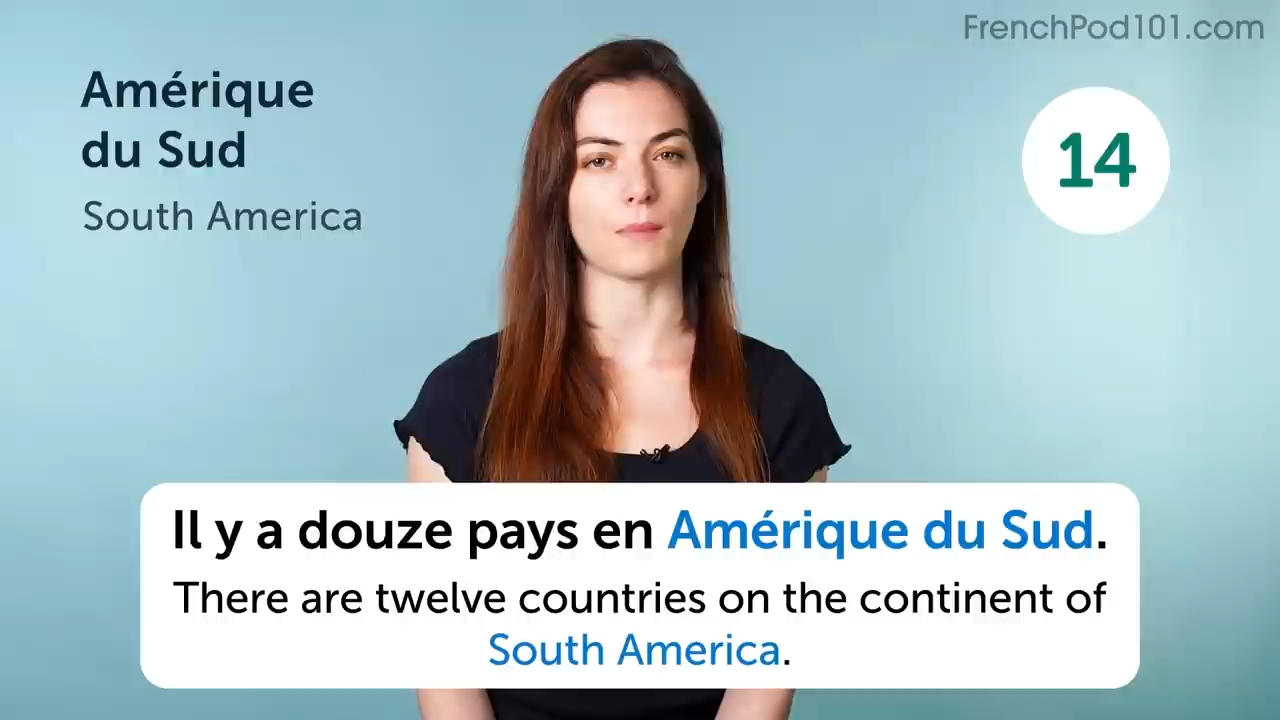 FrenchPod101.com
Amérique
du Sud
South America
14
Il y a douze pays en Amérique du Sud.
There are twelve countries on the continent of
South America.